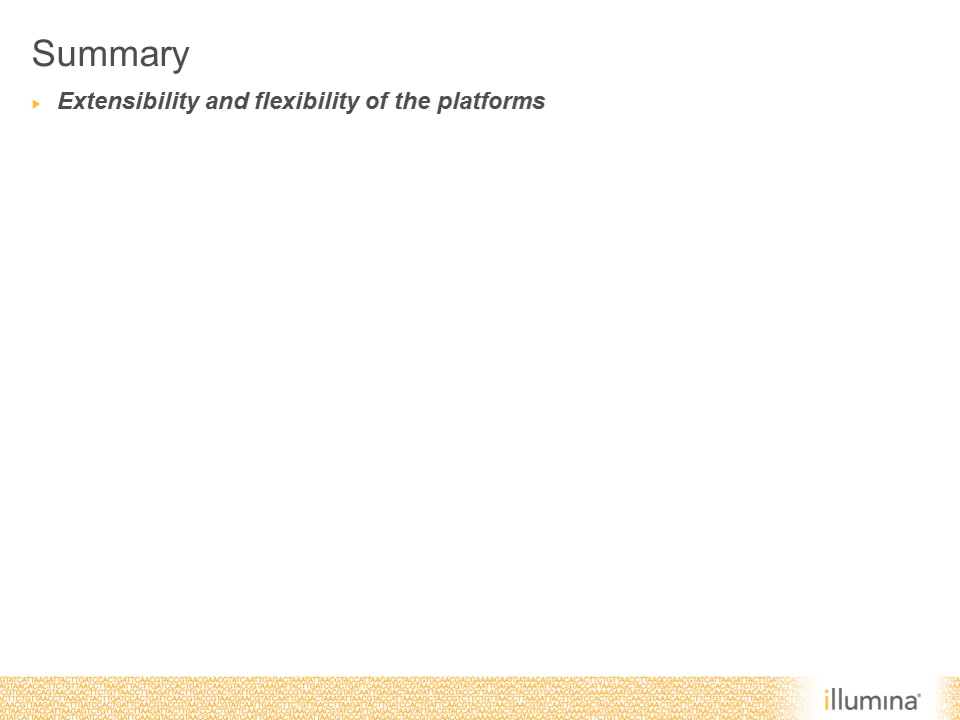 Summary
Extensibility and flexibility of the platforms
illumina®